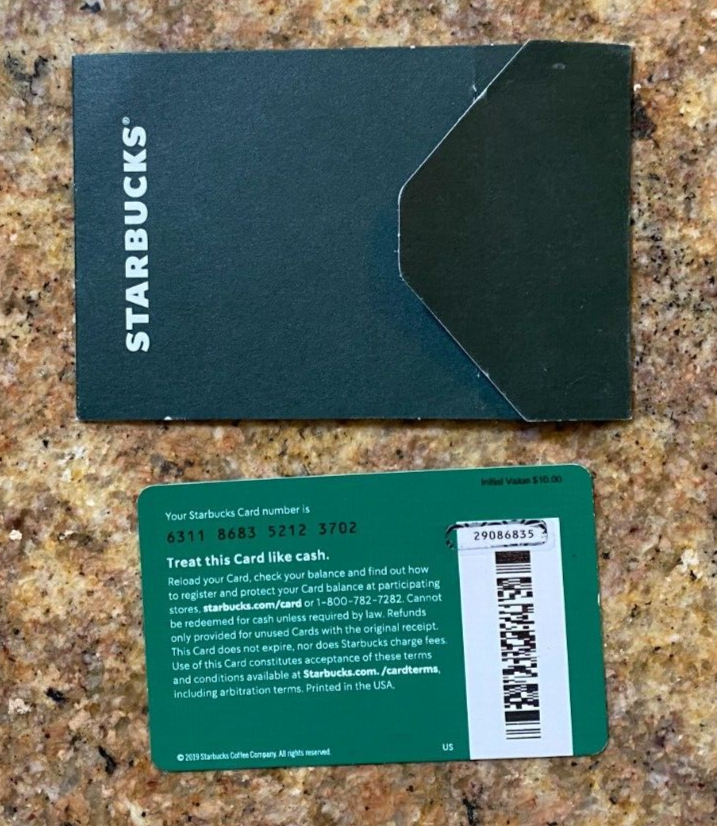 STARBUCKS®
Initial Value $10.00
Your Starbucks Card number is
6311 8683 5212 3702
29086835
Treat this Card like cash.
Reload your Card, check your balance and find out how
to register and protect your Card balance at participating
stores, starbucks.com/card or 1-800-782-7282. Cannot
be redeemed for cash unless required by law. Refunds
only provided for unused Cards with the original receipt.
This Card does not expire, nor does Starbucks charge fees.
Use of this Card constitutes acceptance of these terms
and conditions available at Starbucks.com. /cardterms,
including arbitration terms. Printed in the USA.
© 2019 Starbucks Coffee Company. All rights reserved.
US